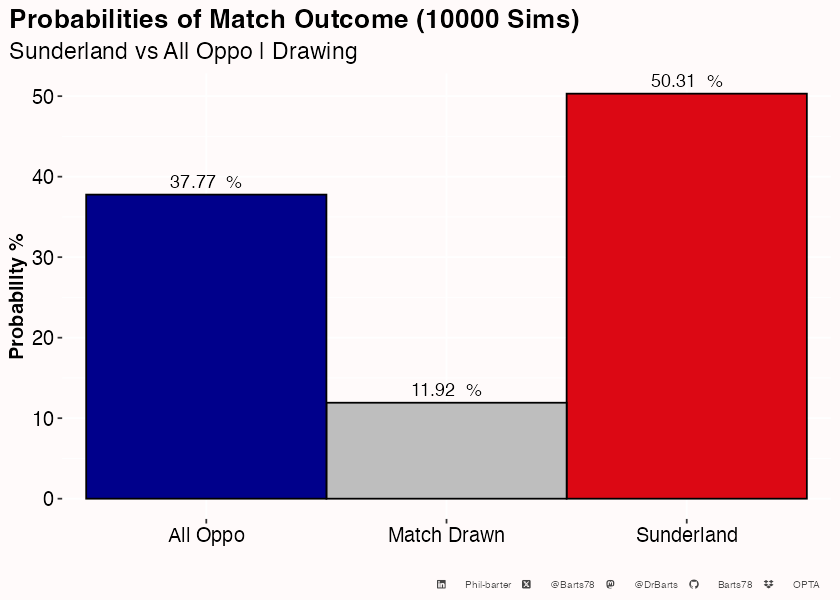 Probabilities of Match Outcome (10000 Sims)
Sunderland vs All Oppo | Drawing
Probability %
50
40
30
20
10
0
37.77 %
11.92 %
50.31 %
All Oppo
Match Drawn
Sunderland
Phil-barter @Barts78 @DrBarts Barts78 OPTA